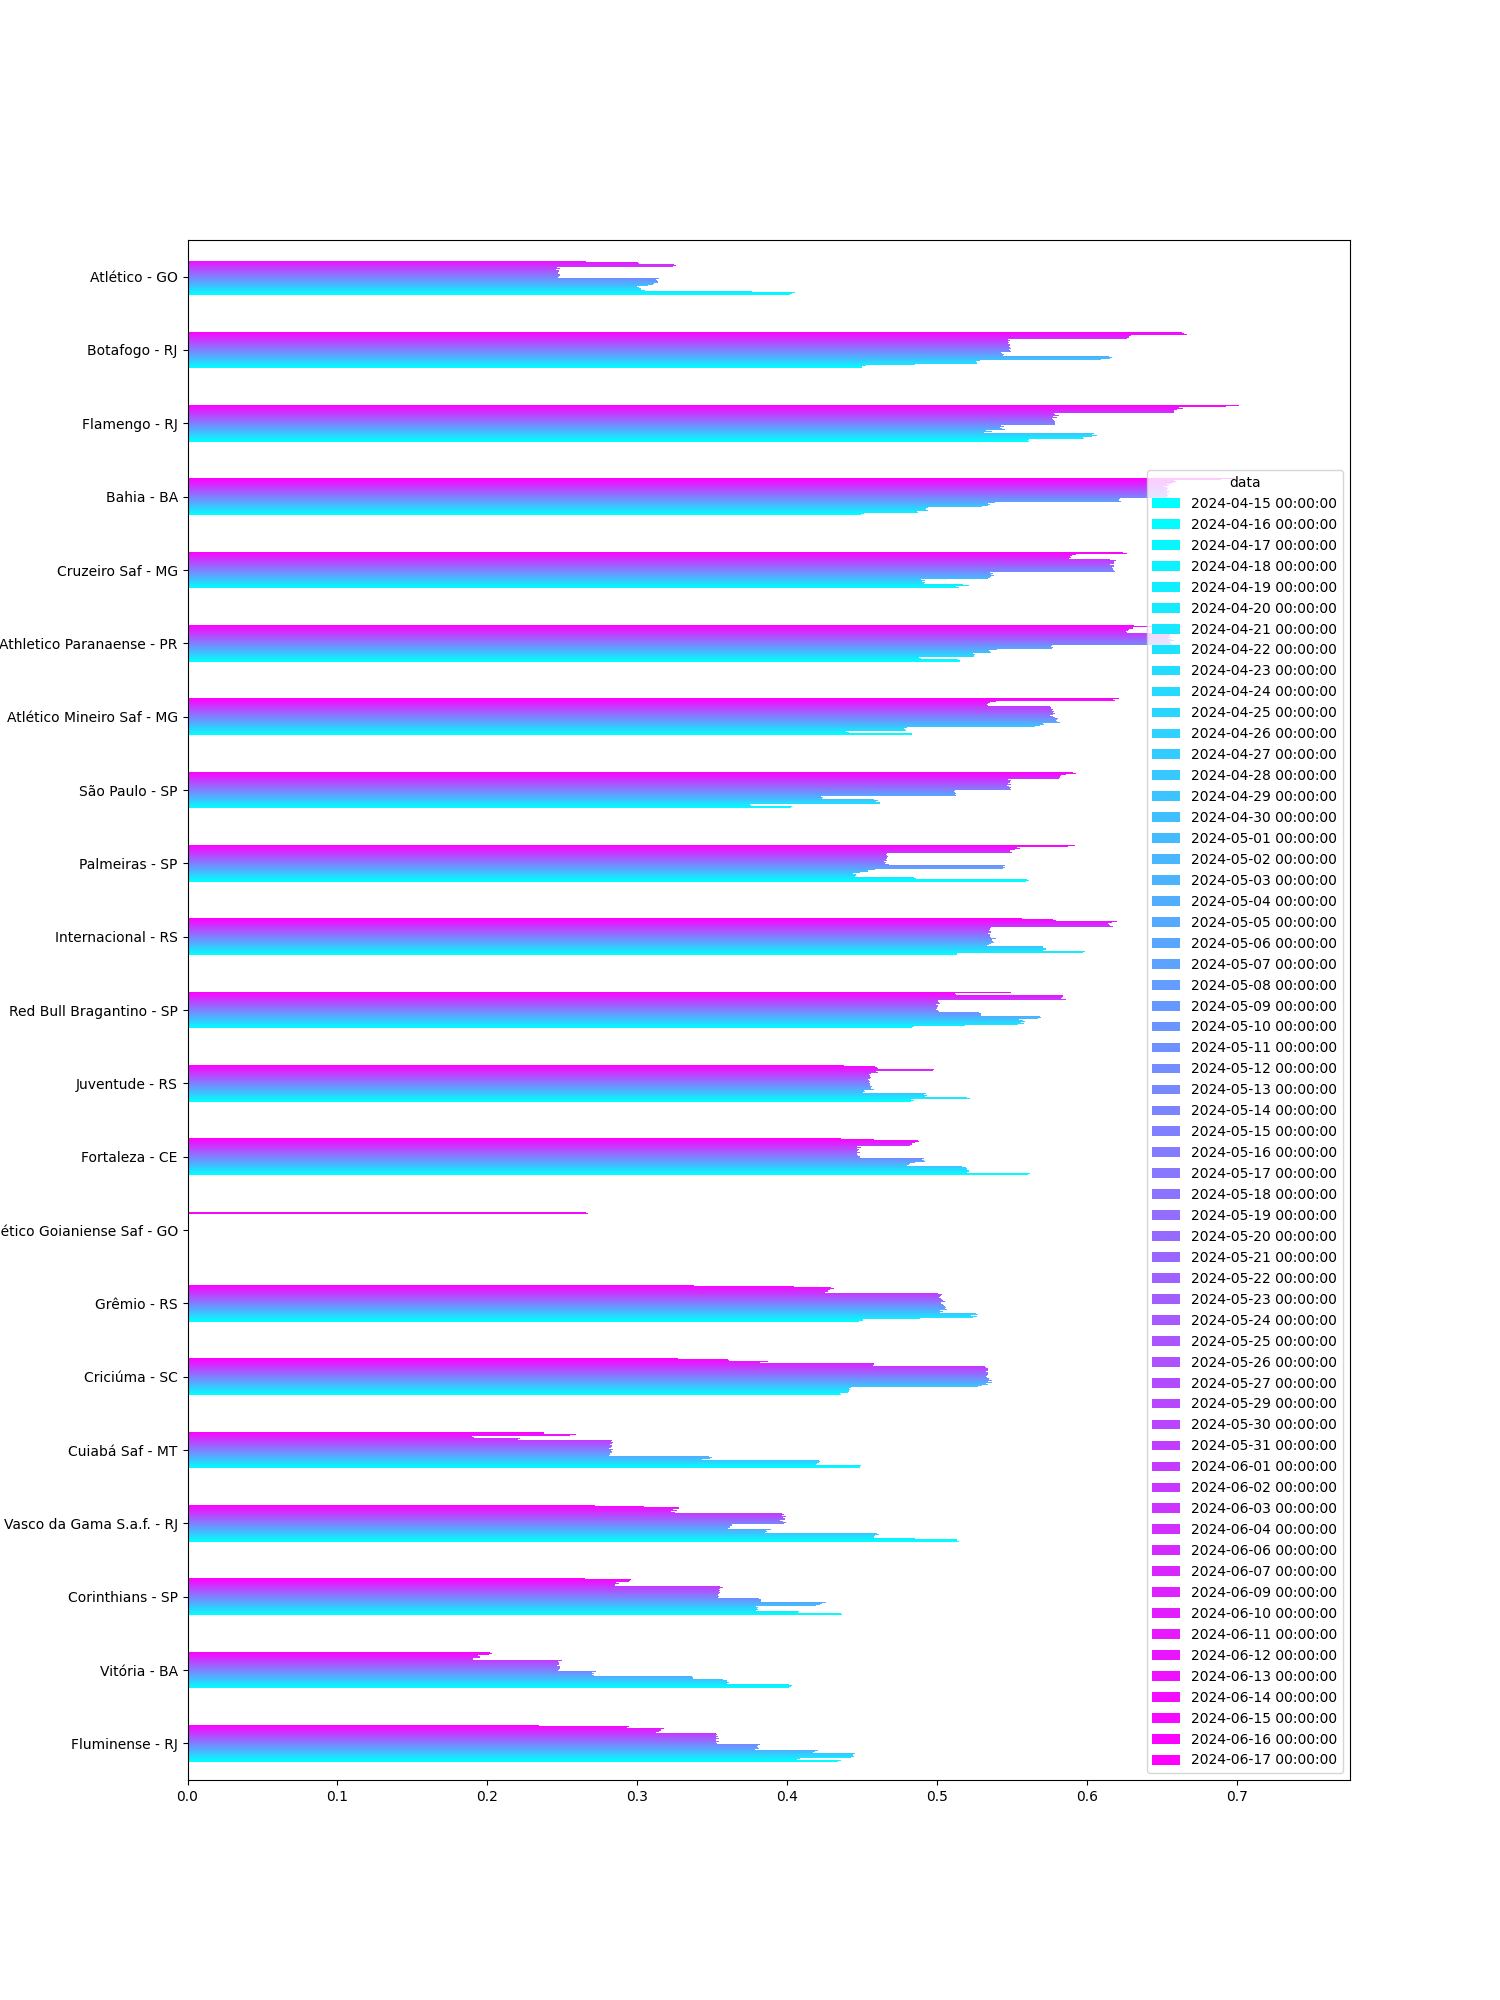 Atlético - GO
Botafogo - RJ
Flamengo - RJ
Bahia - BA
Cruzeiro Saf - MG
Athletico Paranaense - PR
Atlético Mineiro Saf - MG
São Paulo - SP
Palmeiras - SP
Internacional - RS
Red Bull Bragantino - SP
Juventude - RS
Fortaleza - CE
ético Goianiense Saf - GO
Grêmio - RS
Criciúma - SC
Cuiabá Saf - MT
Vasco da Gama S.a.f. - RJ
Corinthians - SP
Vitória - BA
Fluminense - RJ
0.0 0.1 0.2 0.3 0.4 0.5 0.6 0.7
data
2024-04-15 00:00:00
2024-04-16 00:00:00
2024-04-17 00:00:00
2024-04-18 00:00:00
2024-04-19 00:00:00
2024-04-20 00:00:00
2024-04-21 00:00:00
2024-04-22 00:00:00
2024-04-23 00:00:00
2024-04-24 00:00:00
2024-04-25 00:00:00
2024-04-26 00:00:00
2024-04-27 00:00:00
2024-04-28 00:00:00
2024-04-29 00:00:00
2024-04-30 00:00:00
2024-05-01 00:00:00
2024-05-02 00:00:00
2024-05-03 00:00:00
2024-05-04 00:00:00
2024-05-05 00:00:00
2024-05-06 00:00:00
2024-05-07 00:00:00
2024-05-08 00:00:00
2024-05-09 00:00:00
2024-05-10 00:00:00
2024-05-11 00:00:00
2024-05-12 00:00:00
2024-05-13 00:00:00
2024-05-14 00:00:00
2024-05-15 00:00:00
2024-05-16 00:00:00
2024-05-17 00:00:00
2024-05-18 00:00:00
2024-05-19 00:00:00
2024-05-20 00:00:00
2024-05-21 00:00:00
2024-05-22 00:00:00
2024-05-23 00:00:00
2024-05-24 00:00:00
2024-05-25 00:00:00
2024-05-26 00:00:00
2024-05-27 00:00:00
2024-05-29 00:00:00
2024-05-30 00:00:00
2024-05-31 00:00:00
2024-06-01 00:00:00
2024-06-02 00:00:00
2024-06-03 00:00:00
2024-06-04 00:00:00
2024-06-06 00:00:00
2024-06-07 00:00:00
2024-06-09 00:00:00
2024-06-10 00:00:00
2024-06-11 00:00:00
2024-06-12 00:00:00
2024-06-13 00:00:00
2024-06-14 00:00:00
2024-06-15 00:00:00
2024-06-16 00:00:00
2024-06-17 00:00:00